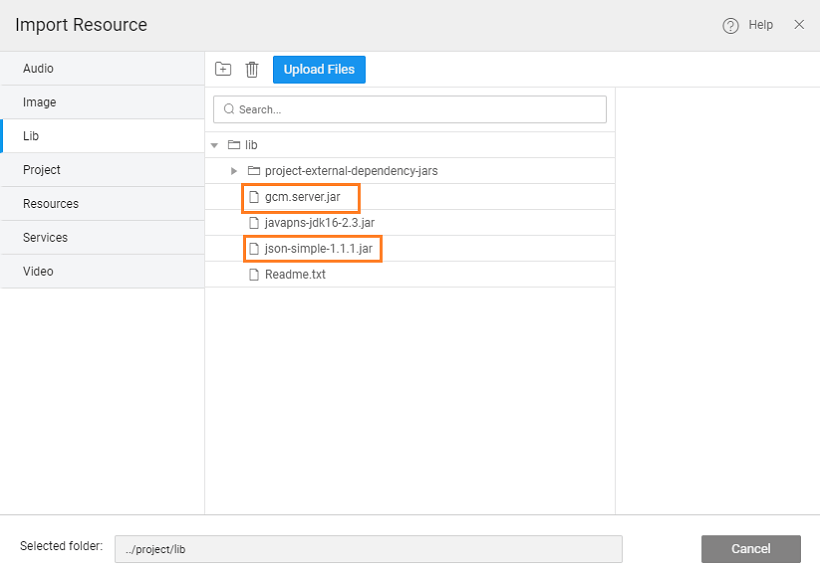 Import Resource
Help
Audio
Image
Lib
Project
Resources
Services
Video
Upload Files
Search...
lib
project-external-dependency-jars
gcm.server.jar
javapns-jdk16-2.3.jar
json-simple-1.1.1.jar
Readme.txt
Selected folder:
../project/lib
Cancel